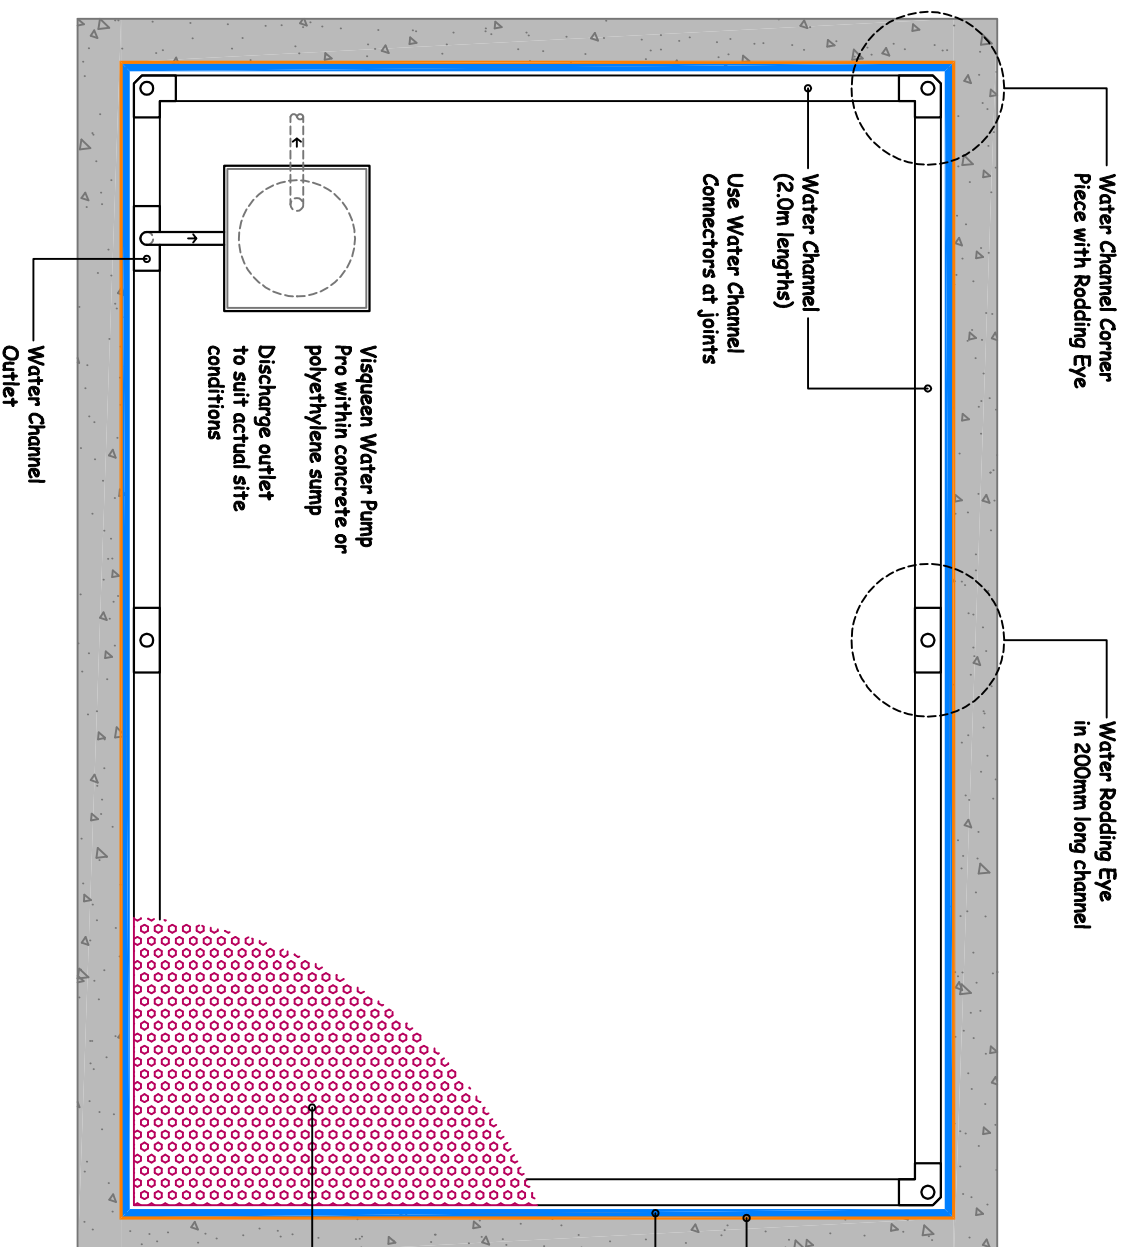 Water Channel Corner
Piece with Rodding Eye
Water Rodding Eye
in 200mm long channel
Water Channel
(2.0m lengths)
Use Water Channel
Connectors at joints
Visqueen Water Pump
Pro within concrete or
polyethylene sump
Discharge outlet
to suit actual site
conditions
Water Channel
Outlet